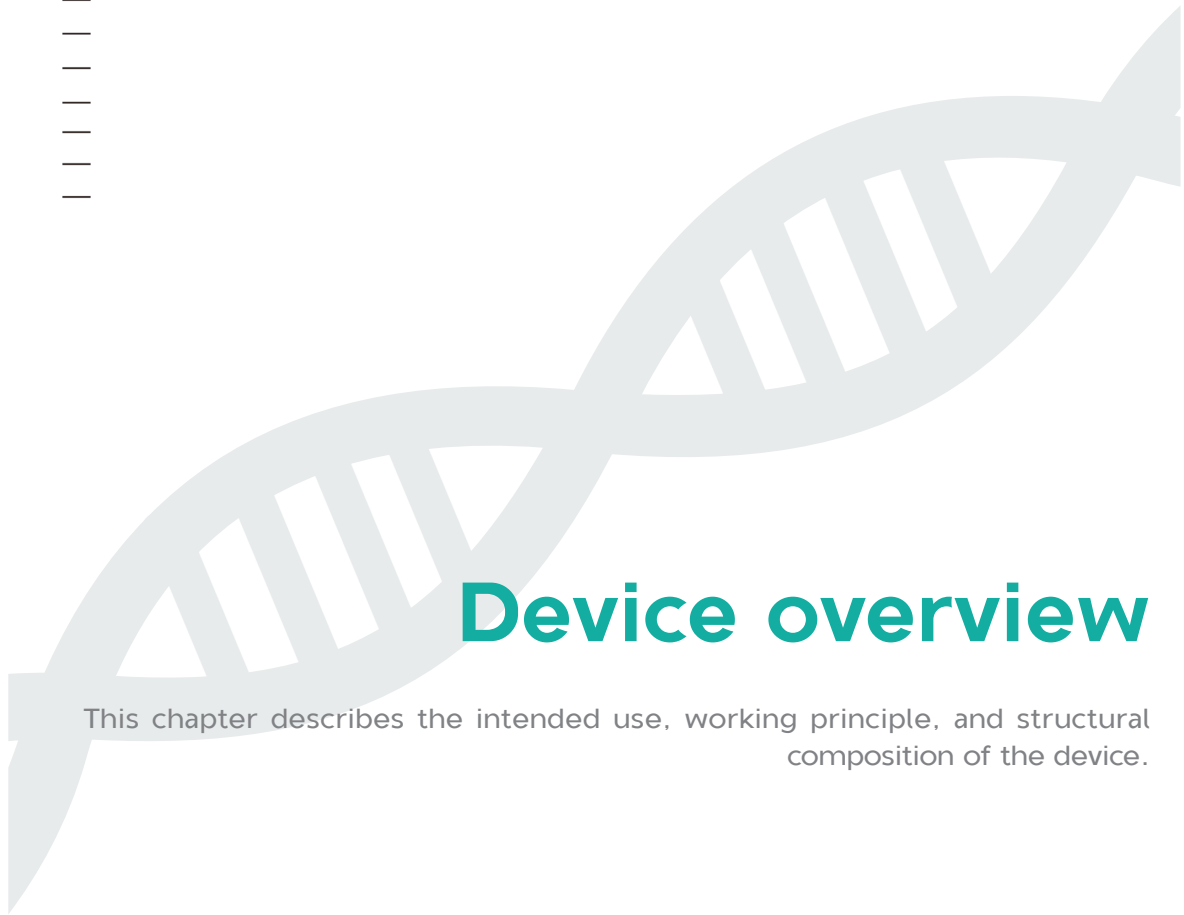 Device overview
This chapter describes the intended use, working principle, and structural
composition of the device.